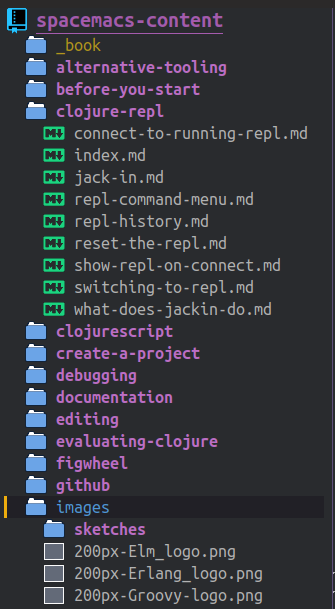 spacemacs-content
_book
alternative-tooling
before-you-start
clojure-repl
connect-to-running-repl.md
index.md
jack-in.md
repl-command-menu.md
repl-history.md
reset-the-repl.md
show-repl-on-connect.md
switching-to-repl.md
what-does-jackin-do.md
clojurescript
create-a-project
debugging
documentation
editing
evaluating-clojure
figwheel
github
images
sketches
200px-Elm_logo.png
200px-Erlang_logo.png
200px-Groovy-logo.png